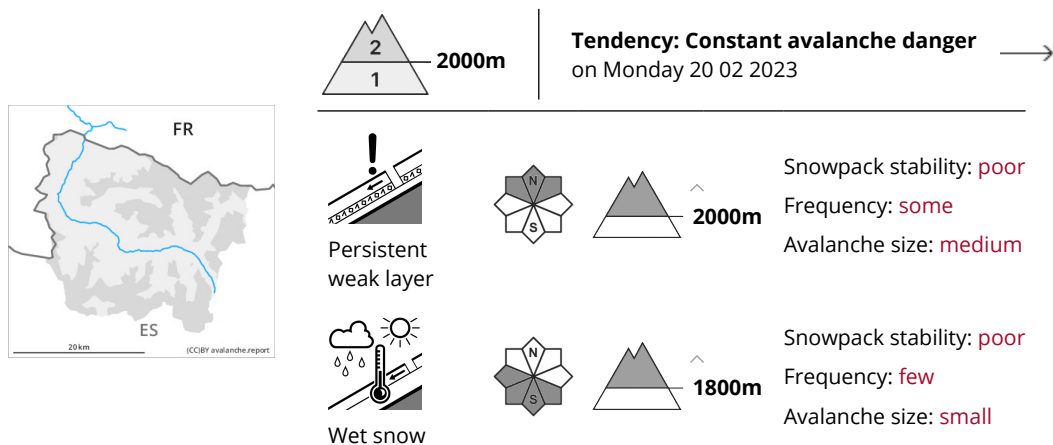 2
1
2000m
Tendency: Constant avalanche danger
on Monday 20 02 2023
FR
ES
20 km
(CC)BY avalanche.report
Persistent
weak layer
N
S
2000m
Snowpack stability: poor
Frequency: some
Avalanche size: medium
Wet snow
N
S
1800m
Snowpack stability: poor
Frequency: few
Avalanche size: small